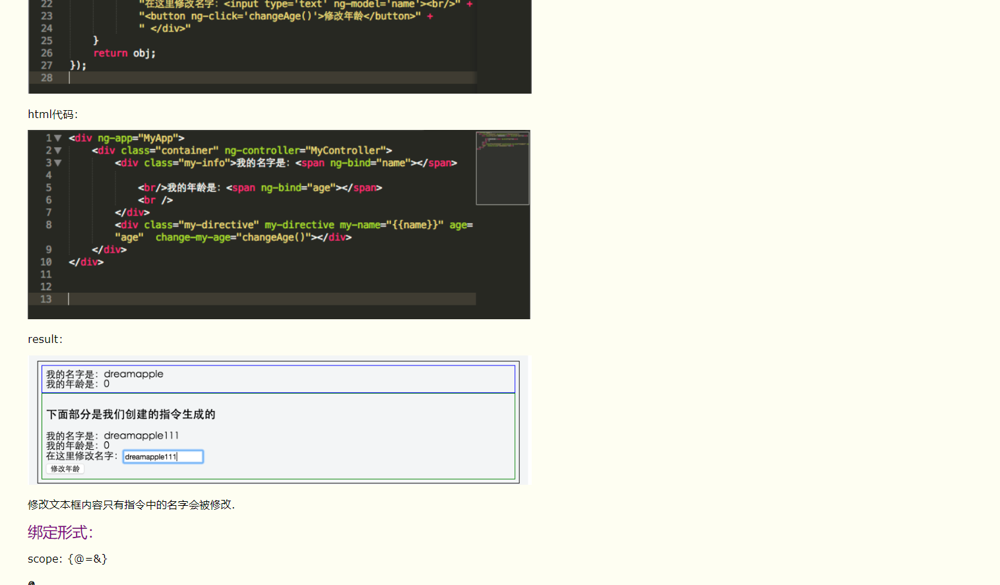 22 "在这里修改名字：<input type='text' ng-model='name'><br/>" +
23 "<button ng-click='changeAge()'>修改年龄</button>" +
24 " </div>"
25 }
26 return obj;
27 });
28
html代码：
1 <div ng-app="MyApp">
2 <div class="container" ng-controller="MyController">
3 <div class="my-info">我的名字是：<span ng-bind="name"></span>
4
5 <br/>我的年龄是：<span ng-bind="age"></span>
6 <br />
7 </div>
8 <div class="my-directive" my-directive my-name="{{name}}" age=
"age"  change-my-age="changeAge()"></div>
9 </div>
10 </div>
11
12
13
result：
我的名字是：dreamapple
我的年龄是：0
下面部分是我们创建的指令生成的
我的名字是：dreamapple111
我的年龄是：0
在这里修改名字：dreamapple111
修改年龄
修改文本框内容只有指令中的名字会被修改.
绑定形式：
scope: {@=&}
@